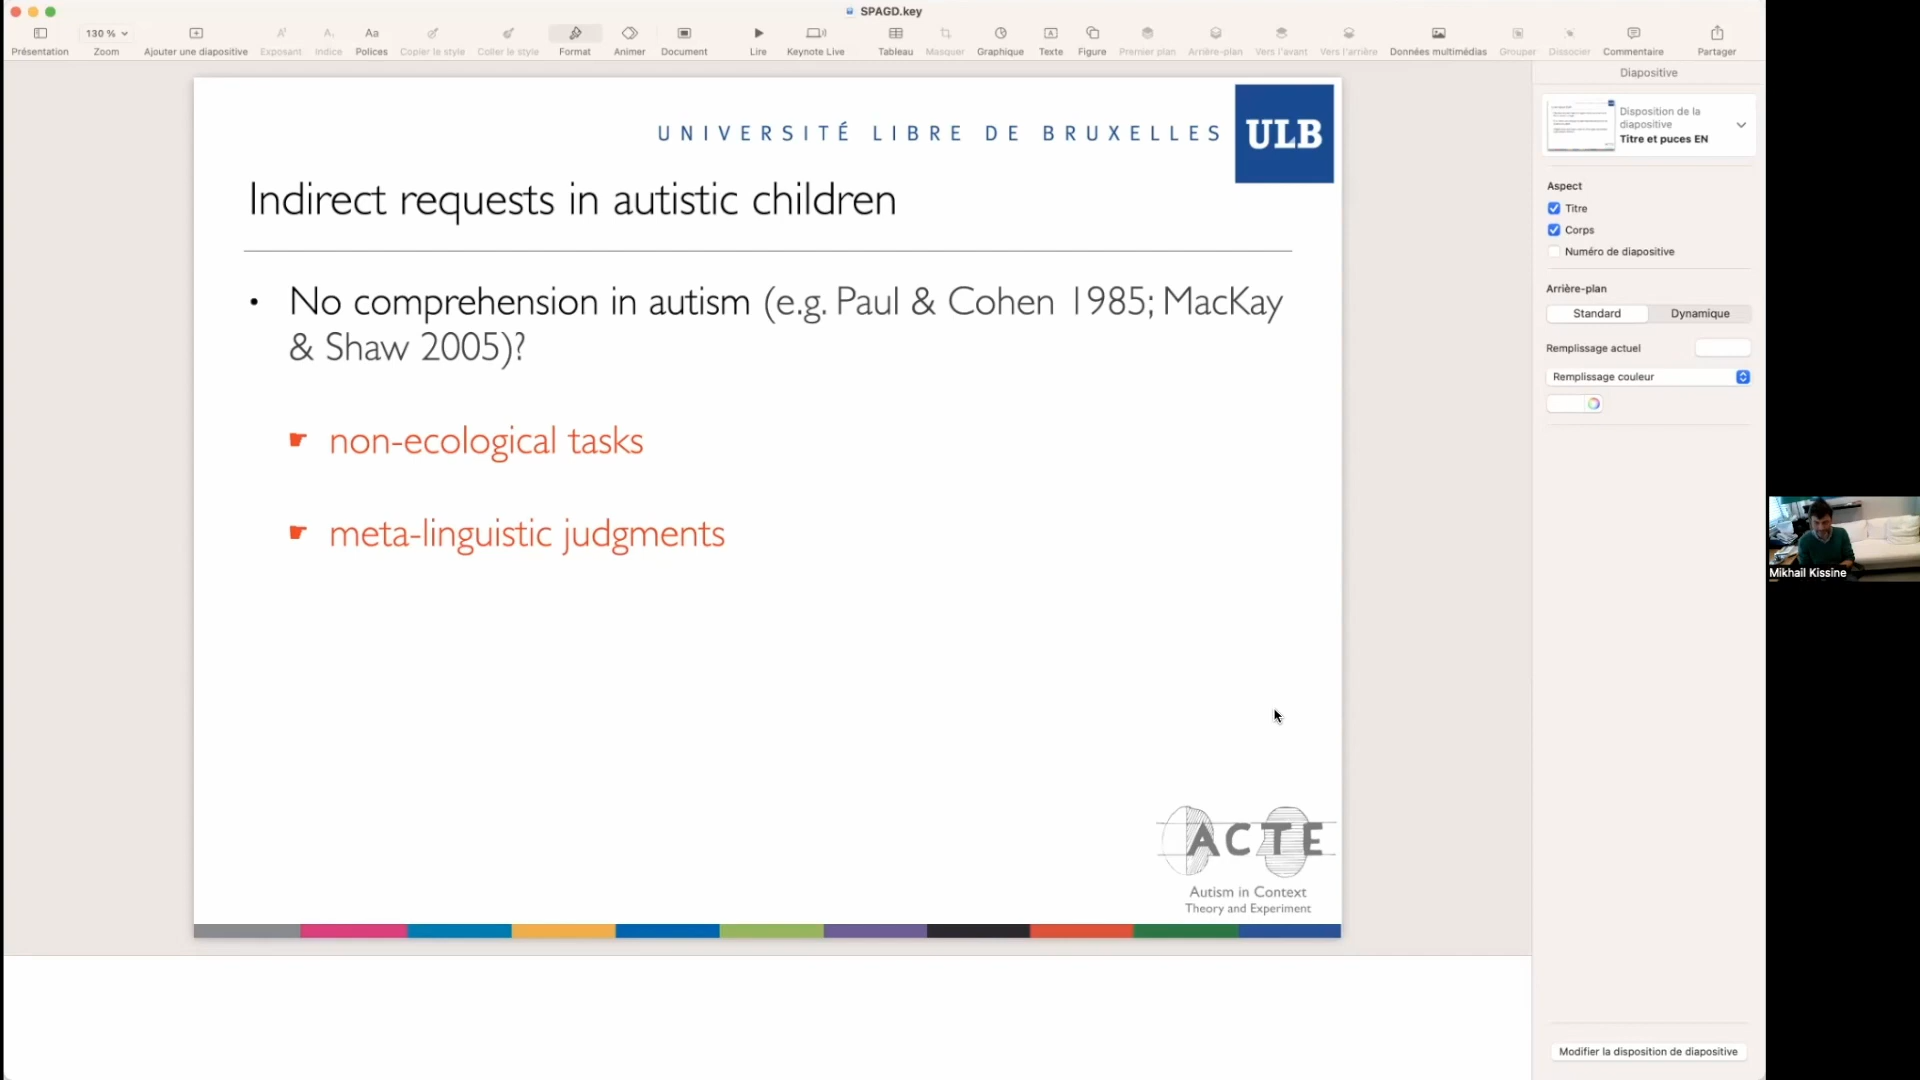 SPAGD.key
Présentation
130 %
Zoom
Ajouter une diapositive
Exposant
Indice
Aa
Polices
Copier le style
Coller le style
Format
Animer
Document
Lire
Keynote Live
Tableau
Masquer
Graphique
Texte
Figure
Premier plan
Arrière-plan
Vers l'avant
Vers l'arrière
Données multimédias
Grouper
Dissocier
Commentaire
Partager
UNIVERSITÉ LIBRE DE BRUXELLES
ULB
Indirect requests in autistic children
• No comprehension in autism (e.g. Paul & Cohen 1985; MacKay
& Shaw 2005)?
☛ non-ecological tasks
☛ meta-linguistic judgments
ACTE
Autism in Context
Theory and Experiment
Diapositive
Disposition de la
diapositive
Titre et puces EN
Aspect
Titre
Corps
Numéro de diapositive
Arrière-plan
Standard
Dynamique
Remplissage actuel
Remplissage couleur
Modifier la disposition de diapositive
Mikhail Kissine